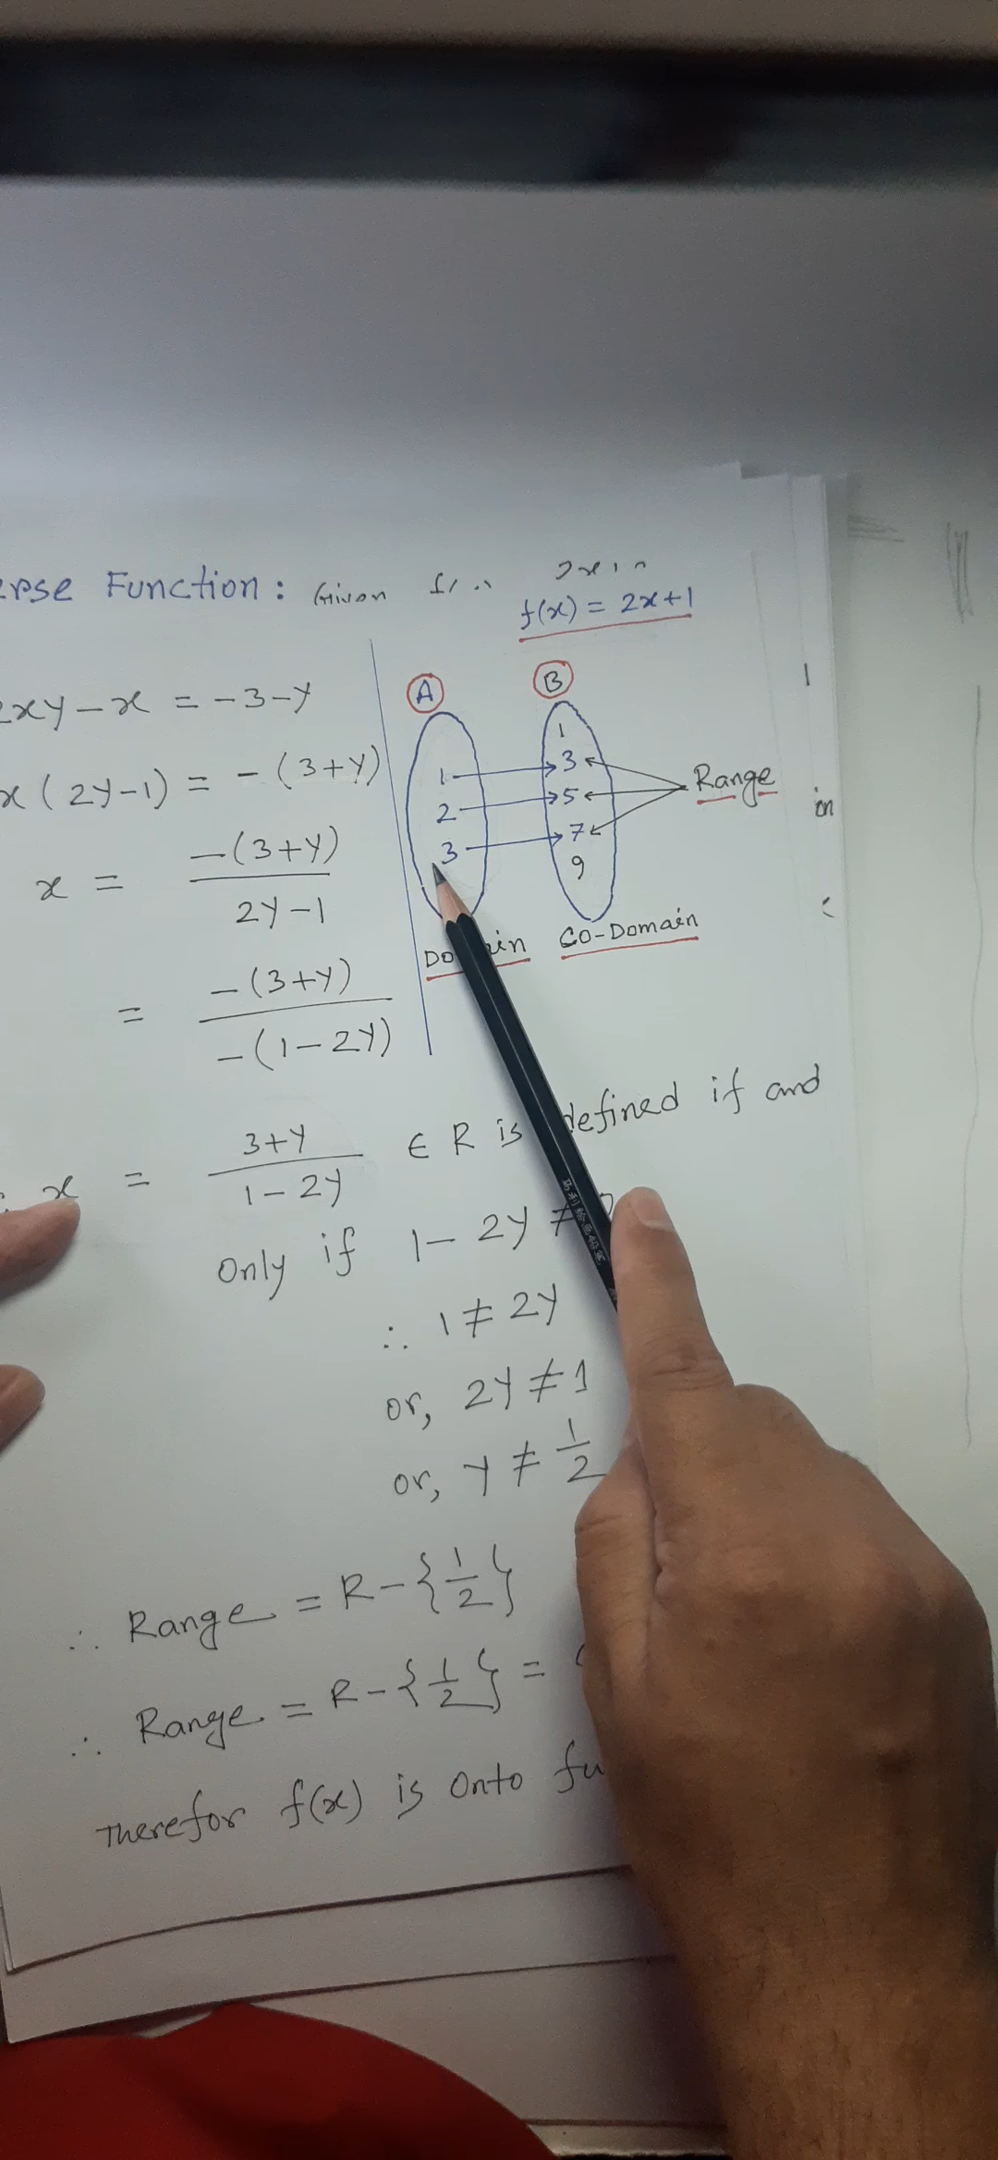 Function: Given
f(x) = 2x+1
xy-x = -3-y
x(2y-1) = -(3+y)
x = -(3+y) / 2y-1
= -(3+y) / -(1-2y)
x = 3+y / 1-2y ∈ R is defined if and
Only if 1-2y ≠
∴ 1 ≠ 2y
or, 2y ≠ 1
or, y ≠ 1/2
∴ Range = R-{1/2}
∴ Range = R-{1/2} =
Therefor f(x) is Onto
A B
1
1 3
2 5
3 7
9
Range
Co-Domain
in